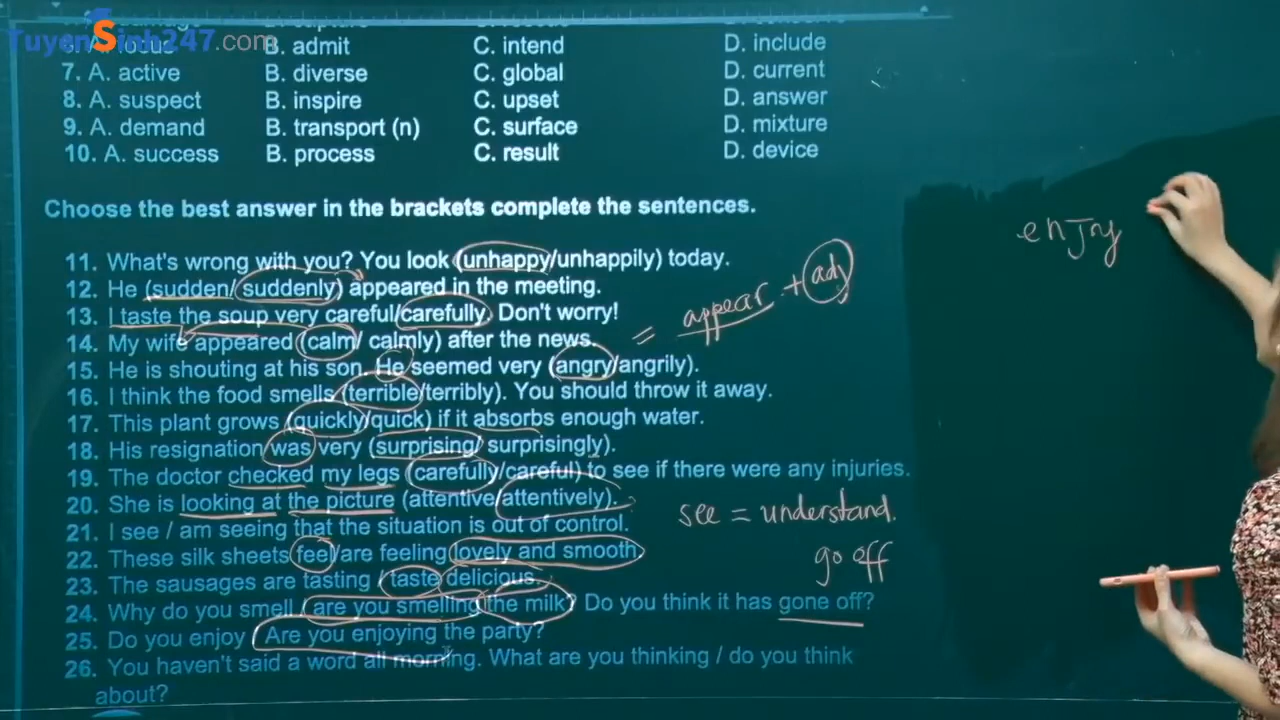 TuyenSinh247.com
6. A. focus B. admit C. intend D. include
7. A. active B. diverse C. global D. current
8. A. suspect B. inspire C. upset D. answer
9. A. demand B. transport (n) C. surface D. mixture
10. A. success B. process C. result D. device
Choose the best answer in the brackets complete the sentences.
11. What's wrong with you? You look (unhappy/unhappily) today.
12. He (sudden/ suddenly) appeared in the meeting.
13. I taste the soup very careful/carefully. Don't worry!
14. My wife appeared (calm/ calmly) after the news.
= appear + adj
15. He is shouting at his son. He seemed very (angry/angrily).
16. I think the food smells (terrible/terribly). You should throw it away.
17. This plant grows (quickly/quick) if it absorbs enough water.
18. His resignation was very (surprising/ surprisingly).
19. The doctor checked my legs (carefully/careful) to see if there were any injuries.
20. She is looking at the picture (attentive/attentively).
21. I see / am seeing that the situation is out of control.
see = understand.
22. These silk sheets feel/are feeling lovely and smooth.
go off
23. The sausages are tasting / taste delicious.
24. Why do you smell / are you smelling the milk? Do you think it has gone off?
25. Do you enjoy / Are you enjoying the party?
26. You haven't said a word all morning. What are you thinking / do you think
about?
enjoy